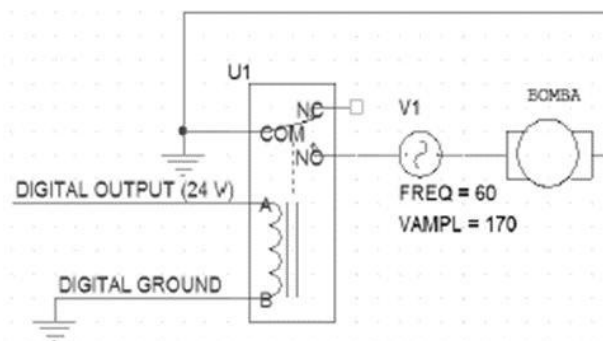 U1
NC
V1
BOMBA
COM
NO
FREQ = 60
DIGITAL OUTPUT (24 V)
A
VAMPL = 170
DIGITAL GROUND
B